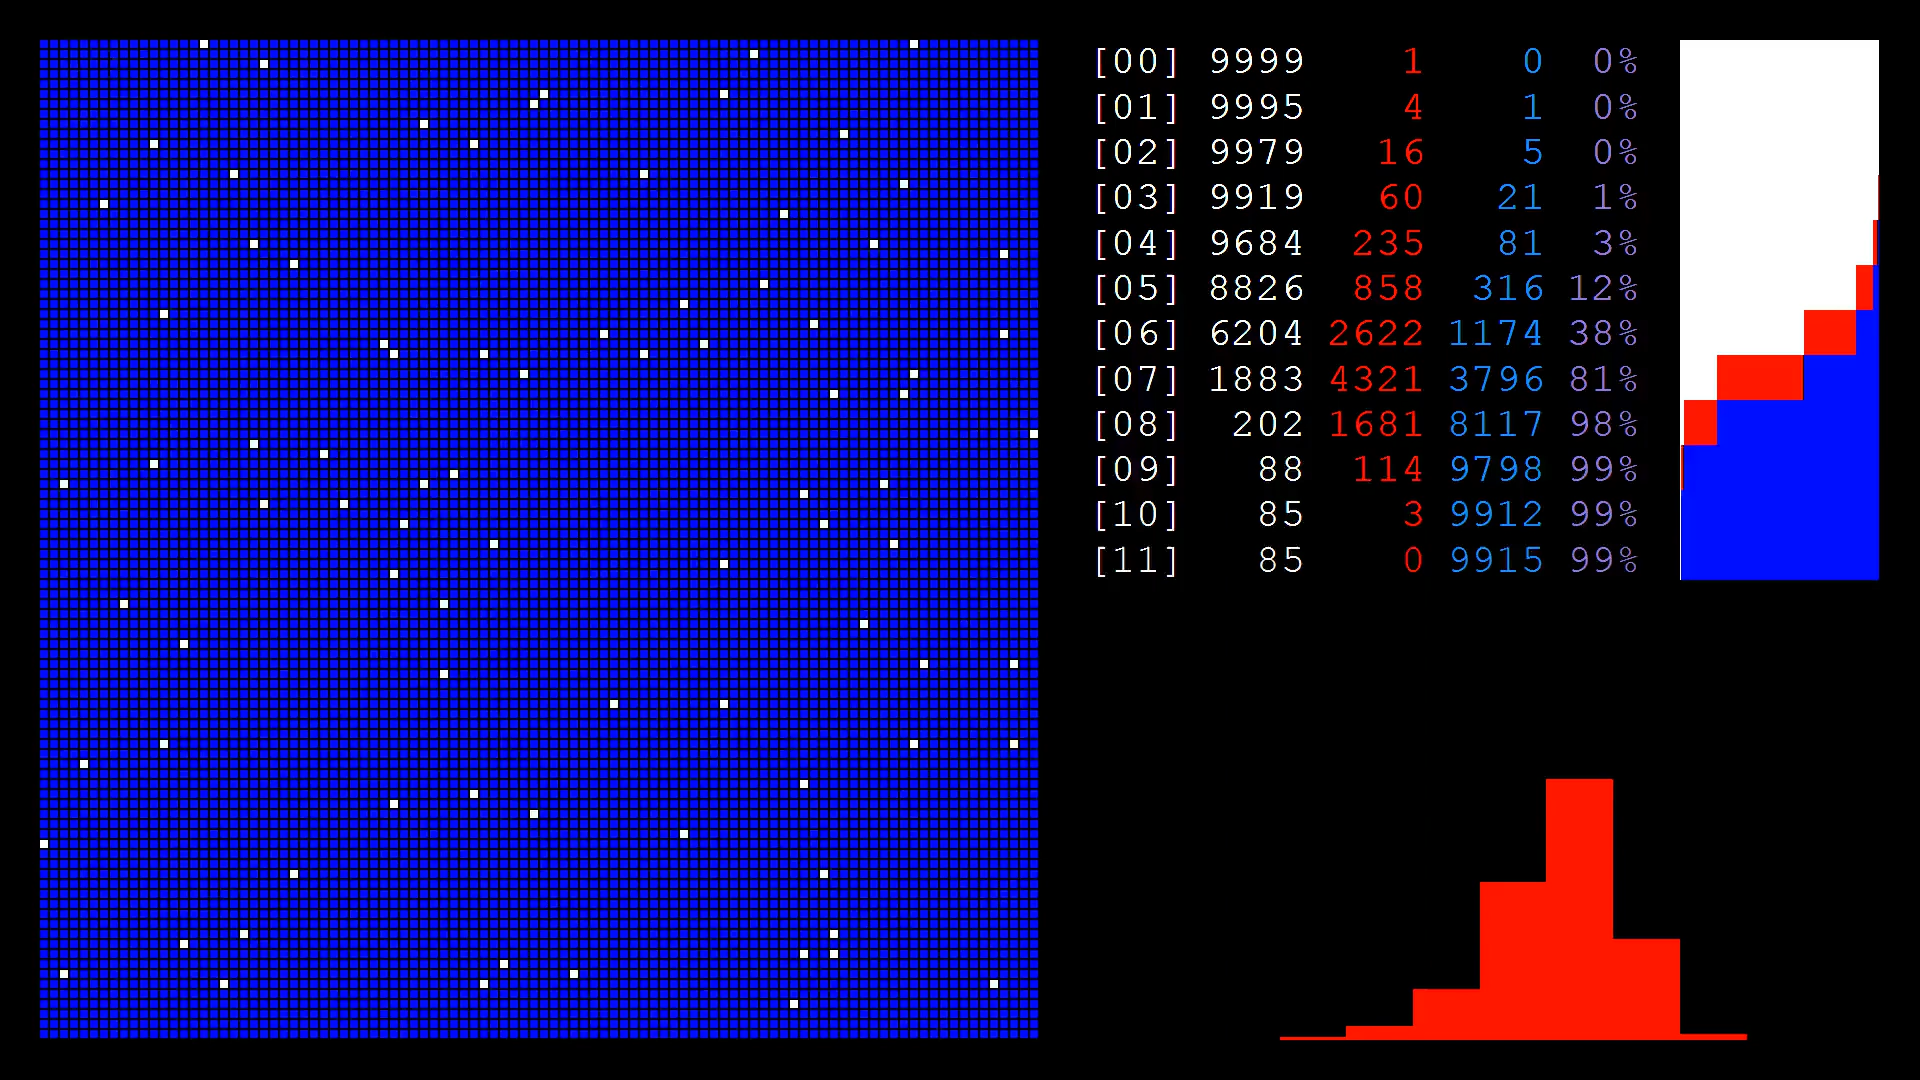 [00] 9999 1 0 0%
[01] 9995 4 1 0%
[02] 9979 16 5 0%
[03] 9919 60 21 1%
[04] 9684 235 81 3%
[05] 8826 858 316 12%
[06] 6204 2622 1174 38%
[07] 1883 4321 3796 81%
[08] 202 1681 8117 98%
[09] 88 114 9798 99%
[10] 85 3 9912 99%
[11] 85 0 9915 99%